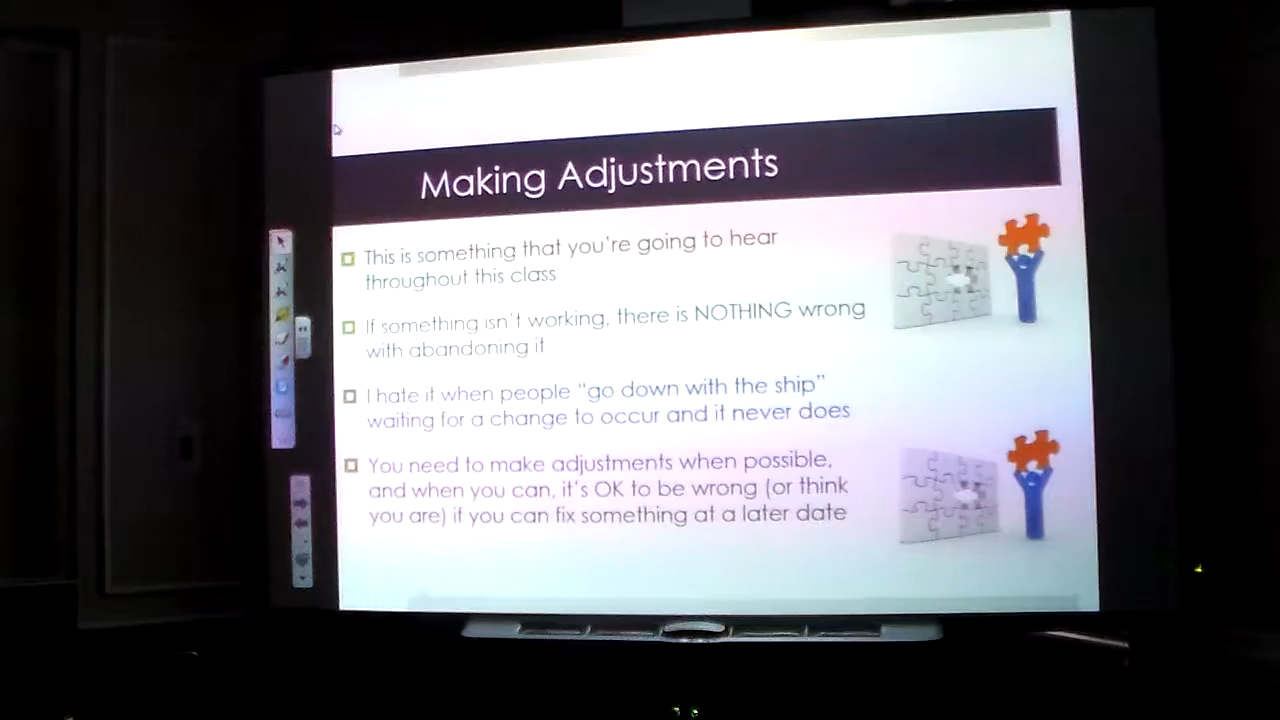 Making Adjustments
This is something that you're going to hear
throughout this class
If something isn't working, there is NOTHING wrong
with abandoning it
I hate it when people "go down with the ship"
waiting for a change to occur and it never does
You need to make adjustments when possible,
and when you can, it's OK to be wrong (or think
you are) if you can fix something at a later date